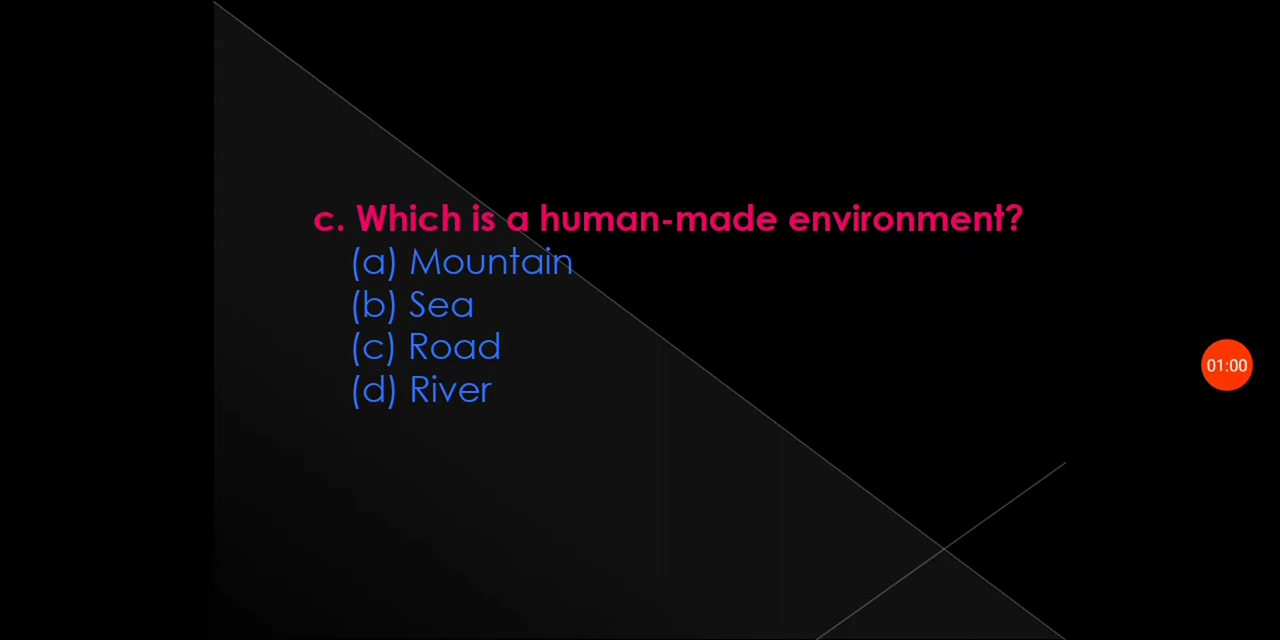 c. Which is a human-made environment?
(a) Mountain
(b) Sea
(c) Road
(d) River
01:00